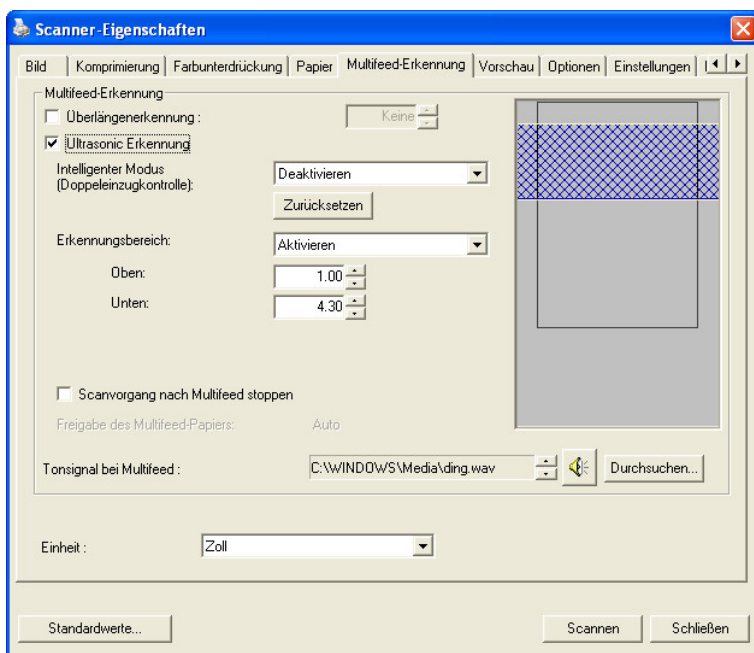 Scanner-Eigenschaften
Bild Komprimierung Farbunterdrückung Papier Multifeed-Erkennung Vorschau Optionen Einstellungen
Multifeed-Erkennung
Überlängenerkennung : Keine
Ultrasonic Erkennung
Intelligenter Modus
(Doppeleinzugkontrolle): Deaktivieren
Zurücksetzen
Erkennungsbereich: Aktivieren
Oben: 1.00
Unten: 4.30
Scanvorgang nach Multifeed stoppen
Freigabe des Multifeed-Papiers: Auto
Tonsignal bei Multifeed : C:\WINDOWS\Media\ding.wav Durchsuchen...
Einheit : Zoll
Standardwerte... Scannen Schließen